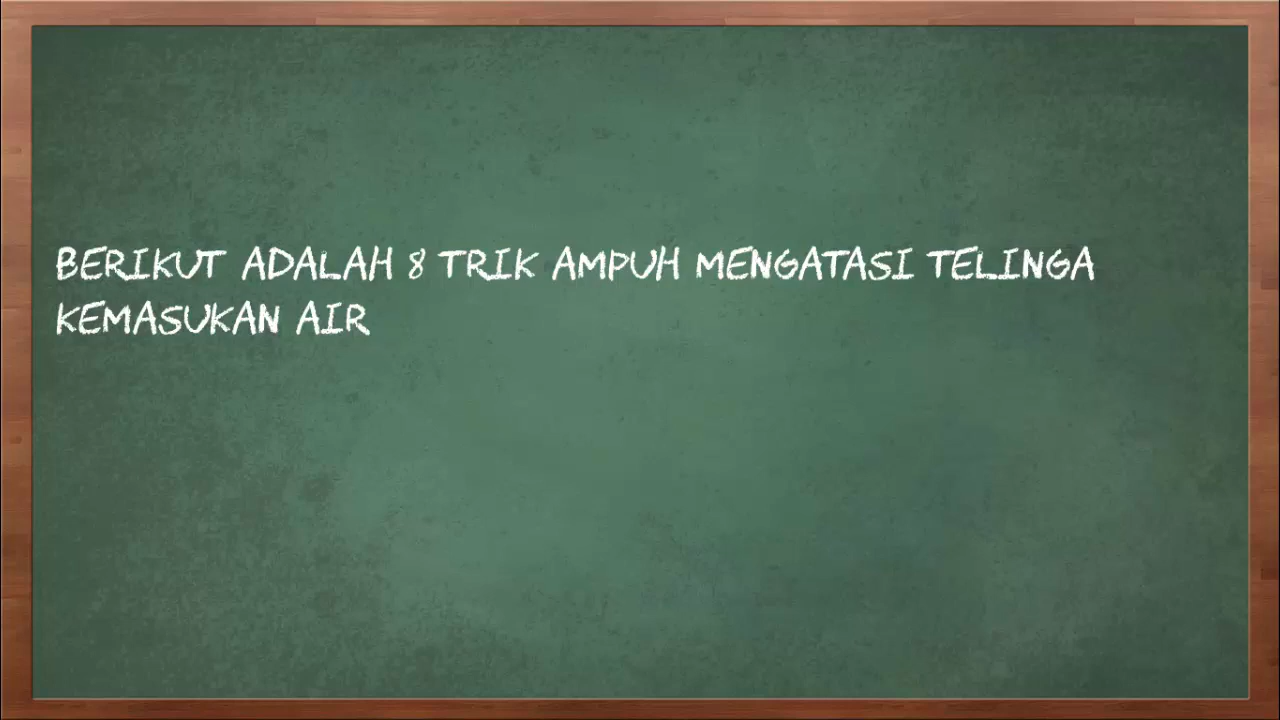 BERIKUT ADALAH 8 TRIK AMPUH MENGATASI TELINGA
KEMASUKAN AIR